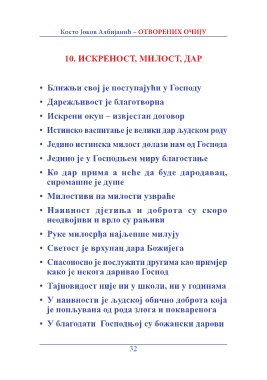 Косто Јоков Албијанић – ОТВОРЕНИХ ОЧИЈУ
10. ИСКРЕНОСТ, МИЛОСТ, ДАР
• Ближњи свој је поступајући у Господу
• Дарежљивост је благотворна
• Искрени окуп – извјестан договор
• Истинско васпитање је велики дар људском роду
• Једино истинска милост долази нам од Господа
• Једино је у Господњем миру благостање
• Ко дар прима а неће да буде дародавац,
сиромашне је душе
• Милостиви на милости узвраће
• Наивност дјетиња и доброта су скоро
неодвојиви и врло су рањиви
• Руке милосрђа најљепше милују
• Светост је врхунац дара Божијега
• Спасоносно је послужити другима као примјер
како је некога даривао Господ
• Тајновидост није ни у школи, ни у годинама
• У наивности је људској обично доброта која
је попљувана од рода злога и поквареnога
• У благодати Господњој су божански дарови
32